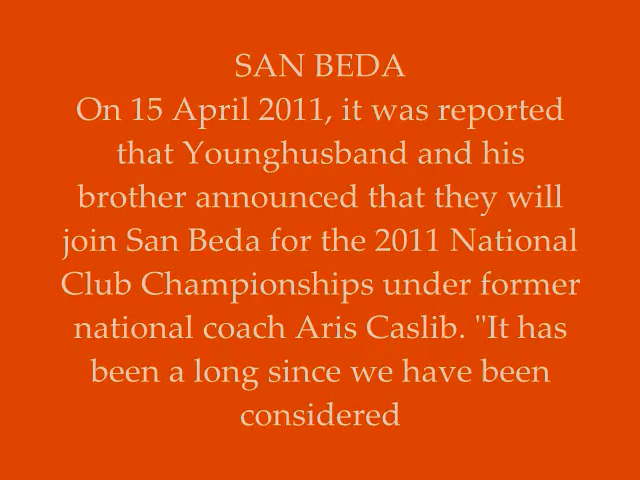 SAN BEDA
On 15 April 2011, it was reported
that Younghusband and his
brother announced that they will
join San Beda for the 2011 National
Club Championships under former
national coach Aris Caslib. "It has
been a long since we have been
considered